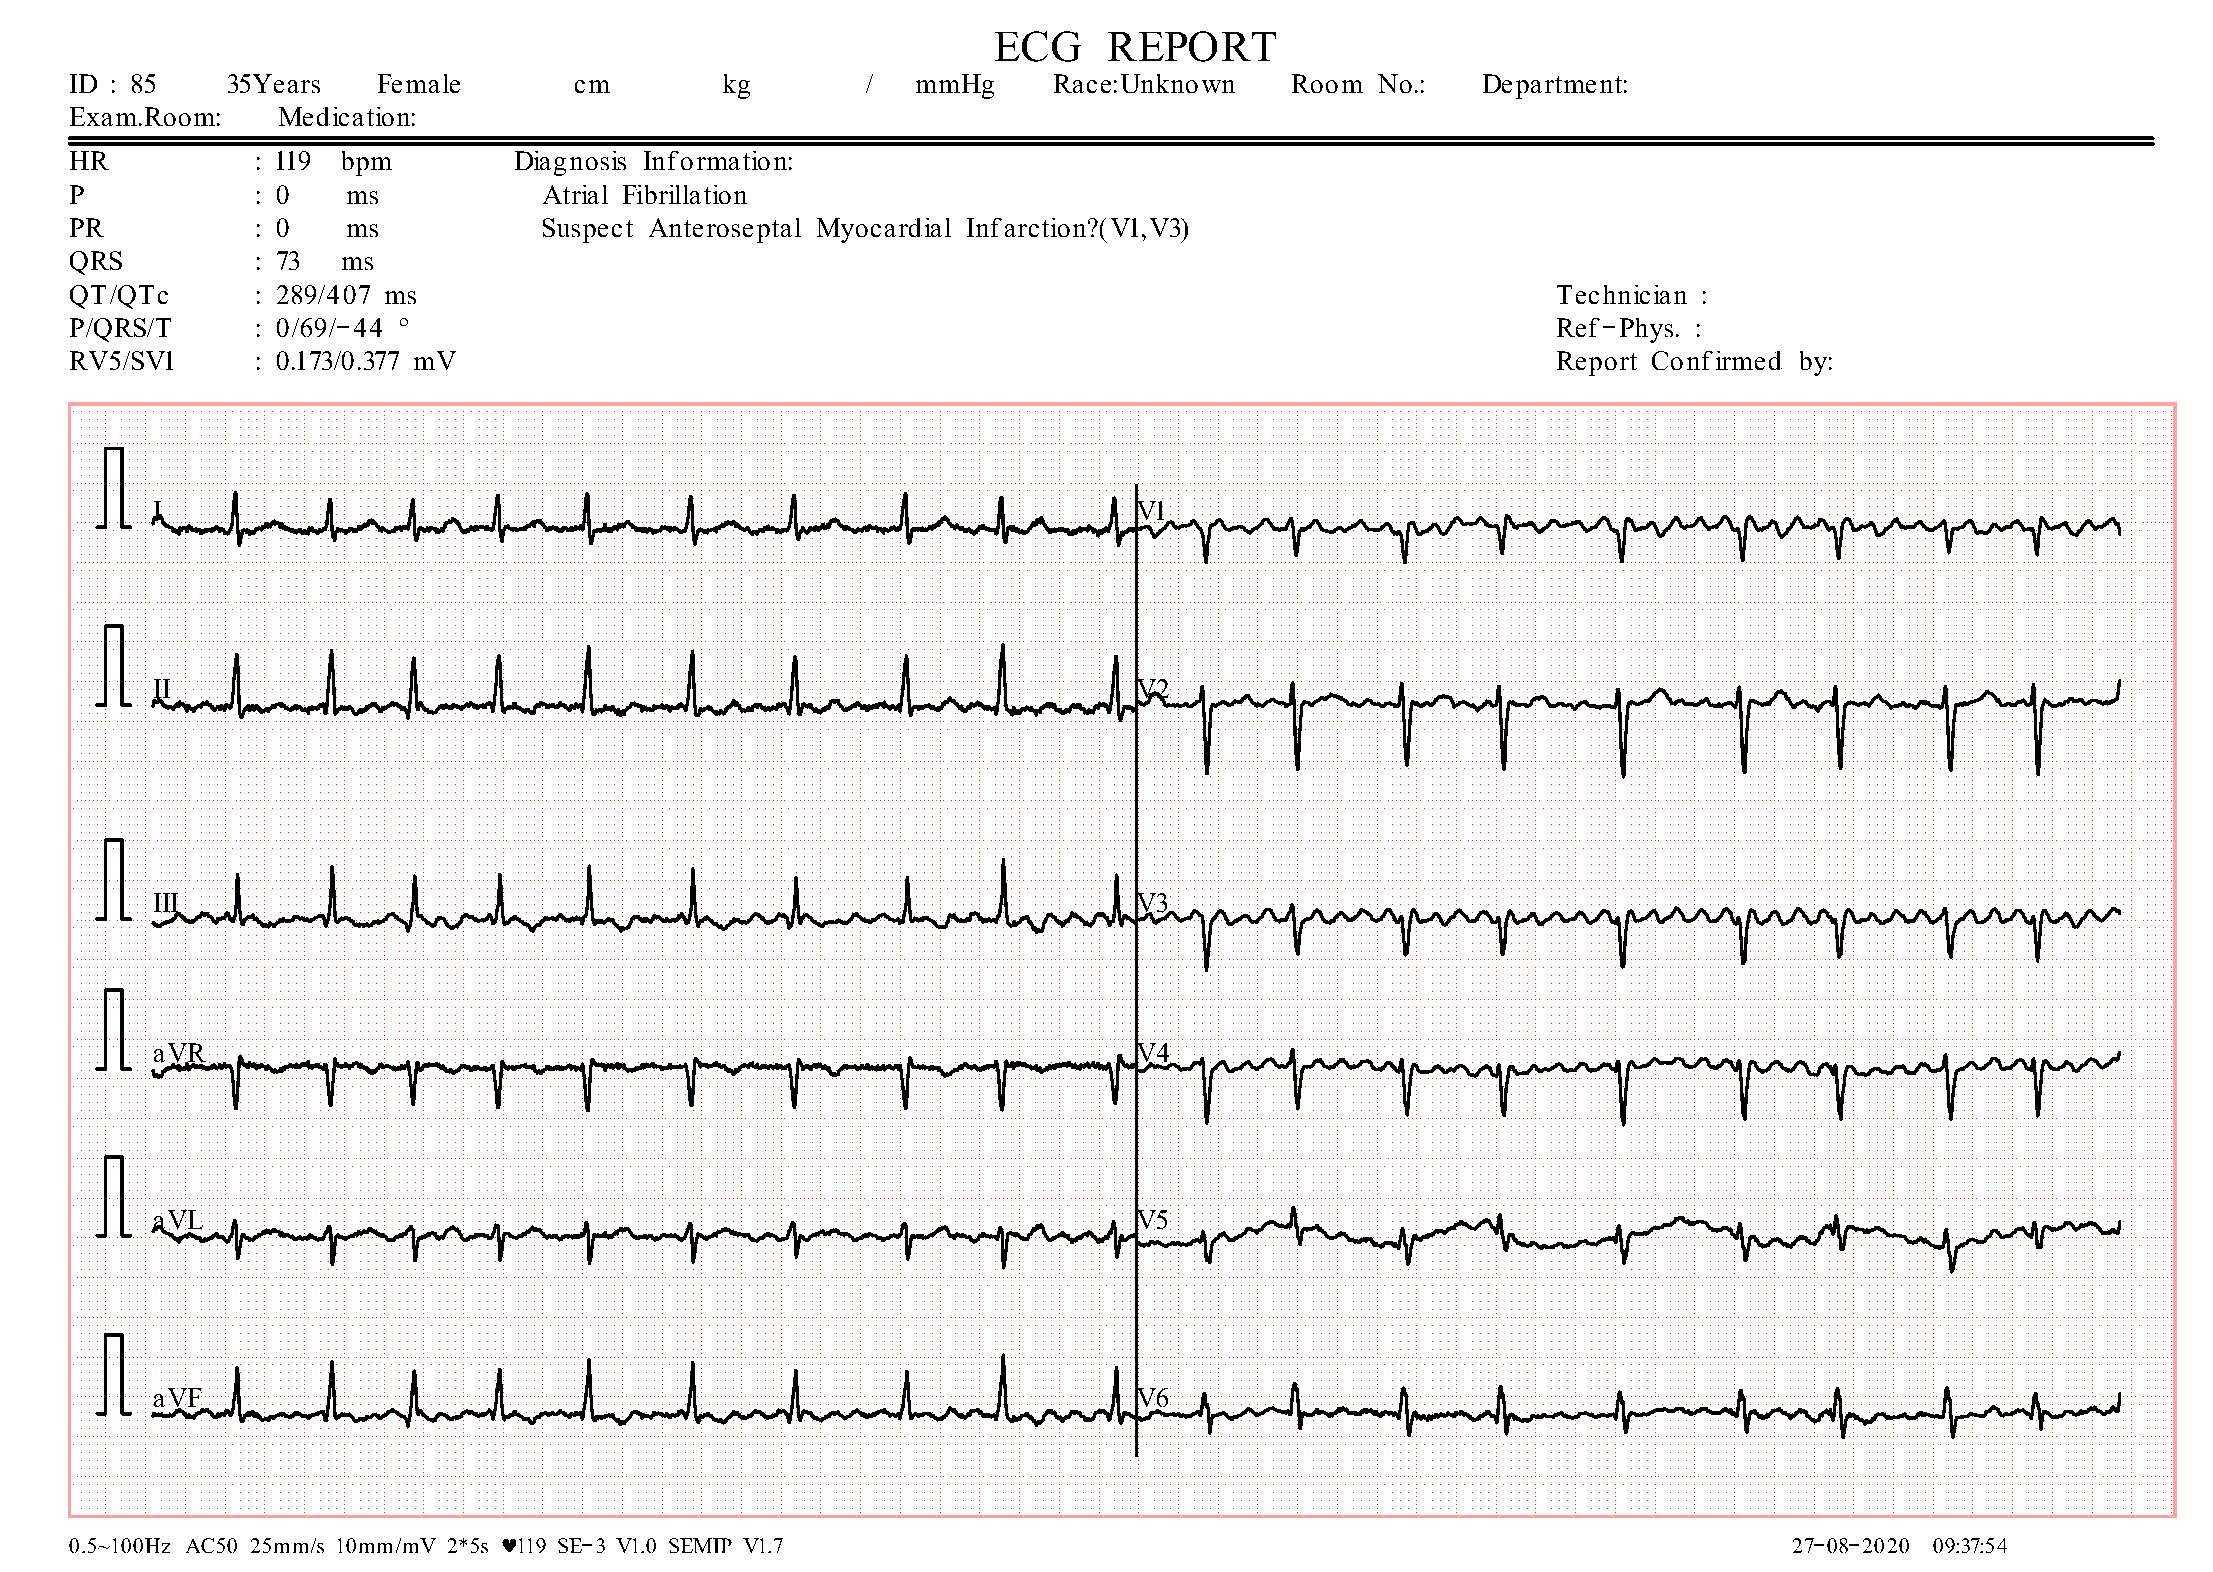 ECG REPORT
ID : 85 35Years Female cm kg / mmHg Race:Unknown Room No.: Department:
Exam.Room: Medication:
HR : 119 bpm Diagnosis Information:
P : 0 ms Atrial Fibrillation
PR : 0 ms Suspect Anteroseptal Myocardial Infarction?(V1,V3)
QRS : 73 ms
QT/QTc : 289/407 ms Technician :
P/QRS/T : 0/69/-44 ° Ref-Phys. :
RV5/SV1 : 0.173/0.377 mV Report Confirmed by:
I V1
II V2
III V3
aVR V4
aVL V5
aVF V6
0.5~100Hz AC50 25mm/s 10mm/mV 2*5s ♥119 SE-3 V1.0 SEMIP V1.7 27-08-2020 09:37:54